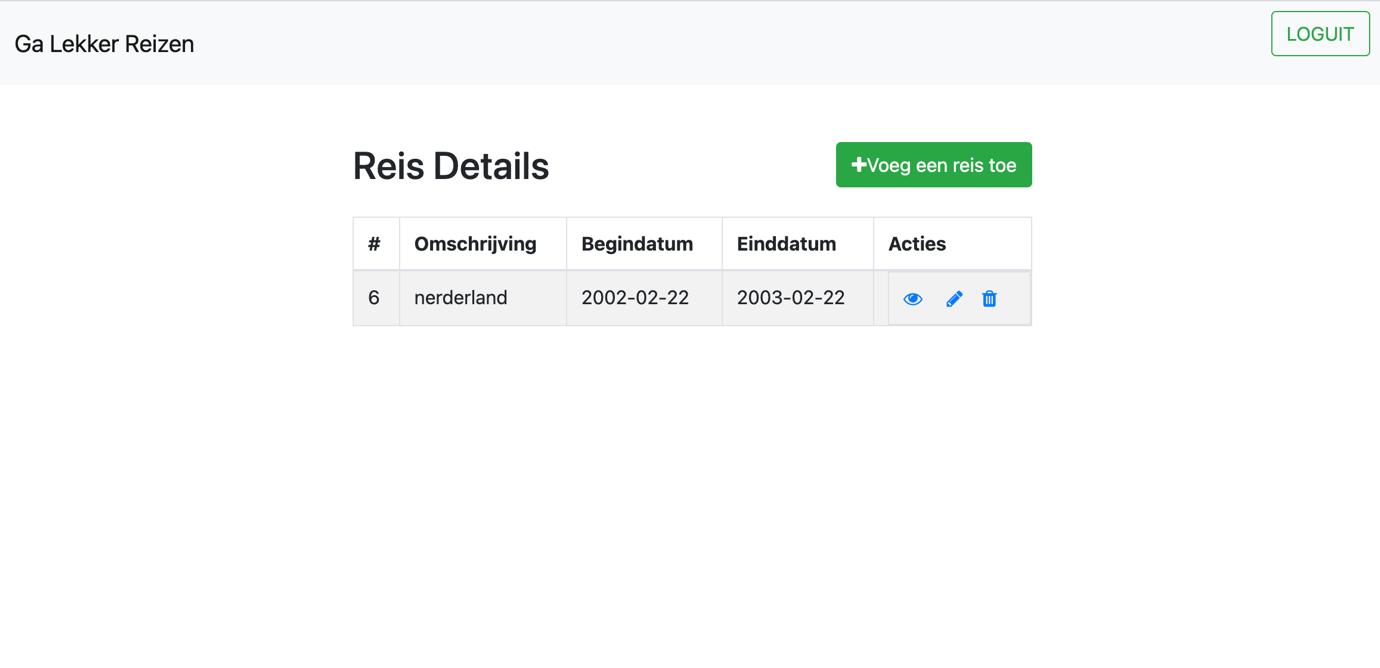 Ga Lekker Reizen
LOGUIT
Reis Details
+Voeg een reis toe
# Omschrijving Begindatum Einddatum Acties
6 nerderland 2002-02-22 2003-02-22